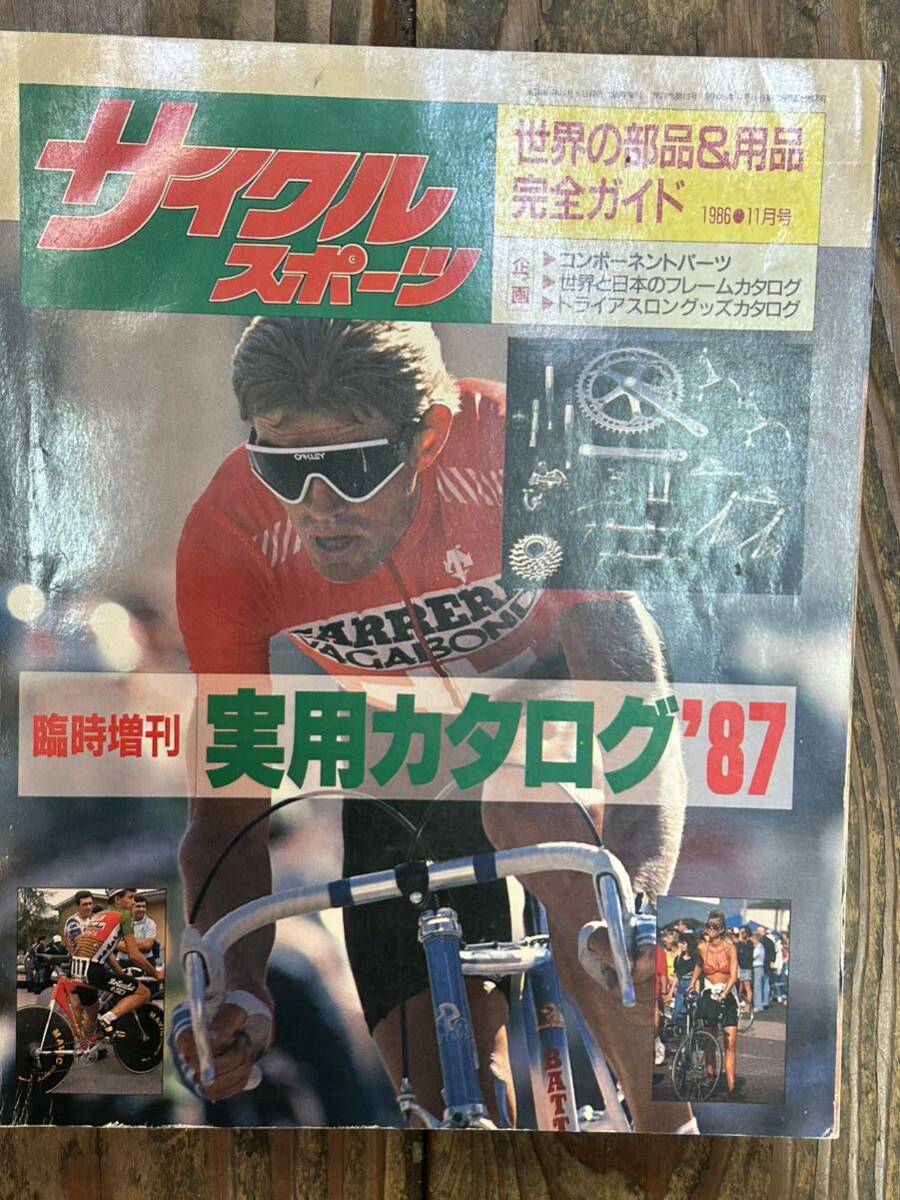 サイクル
スポーツ
世界の部品&用品
完全ガイド 1986●11月号
企画
▶コンポーネントパーツ
▶世界と日本のフレームカタログ
▶トライアスロングッズカタログ
OAKLEY
CARRERA
VAGABOND
臨時増刊 実用カタログ'87
BATT
MAVIC